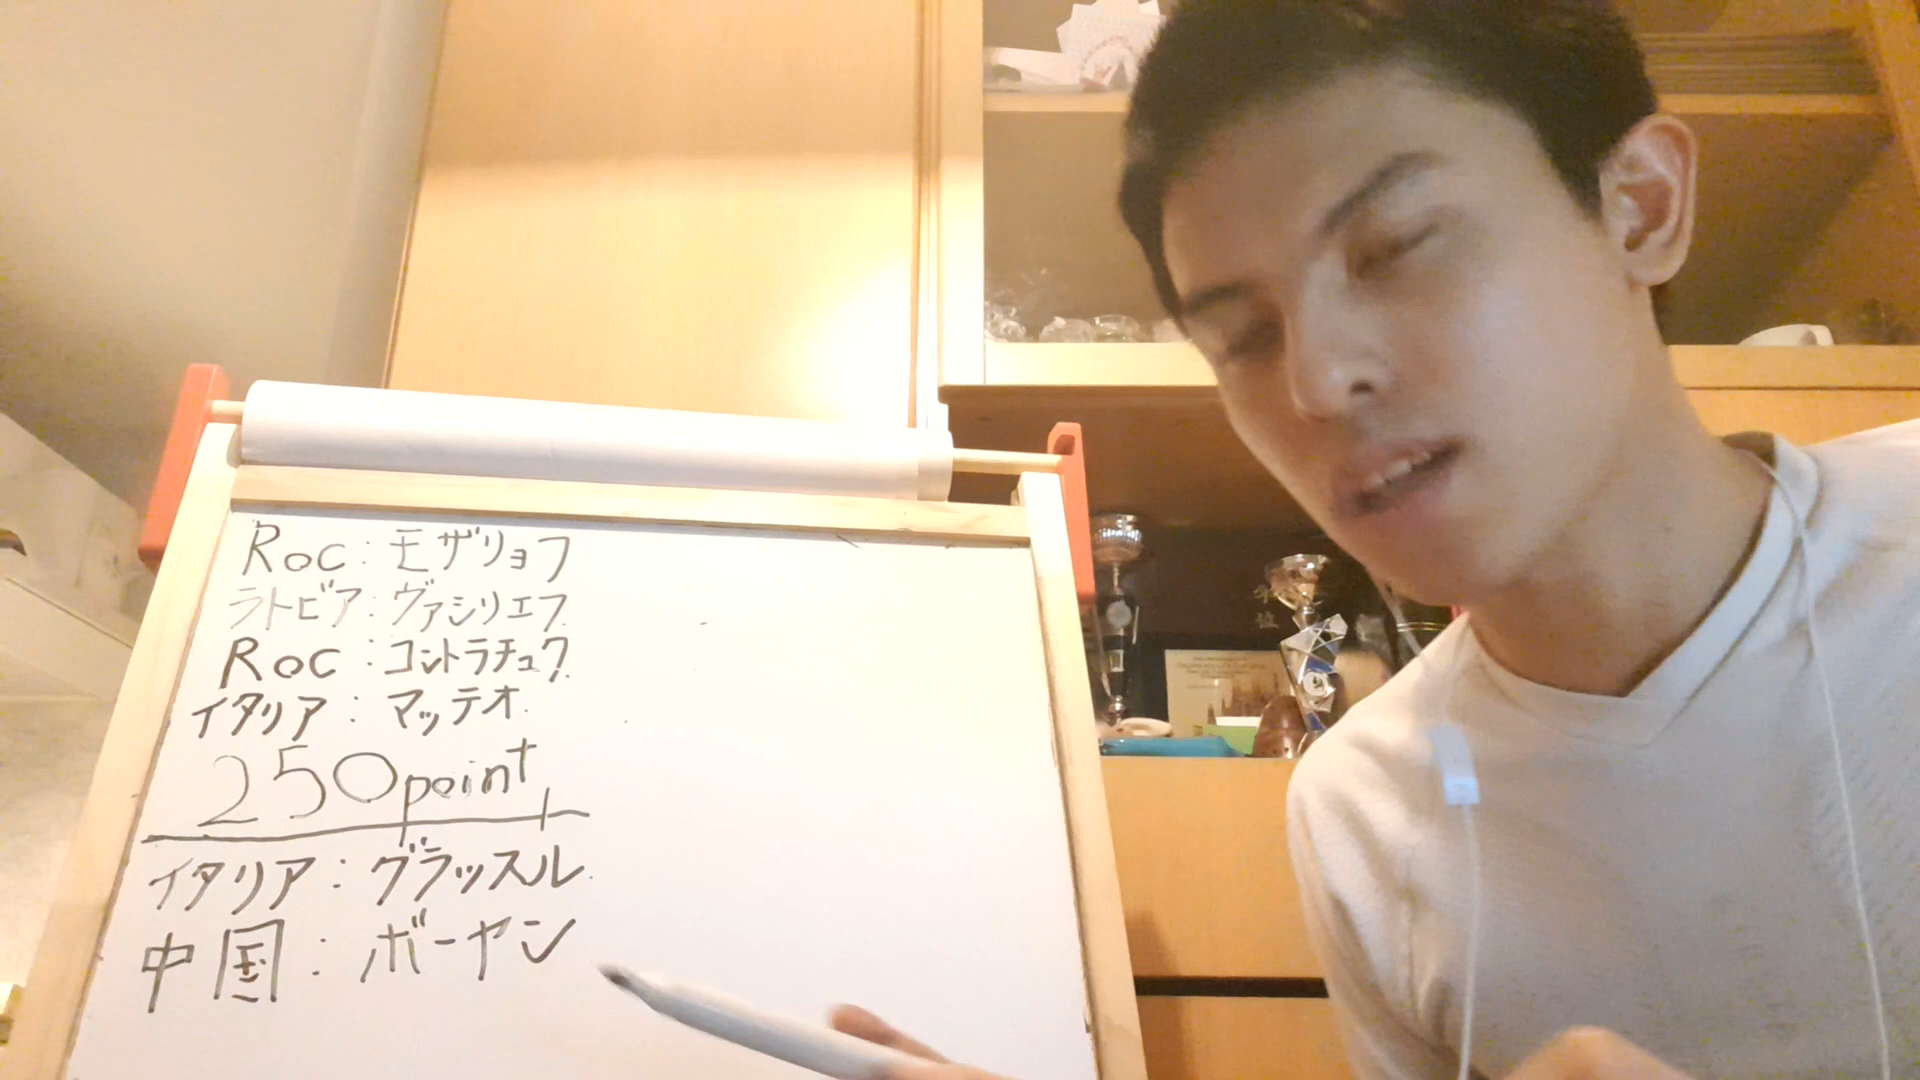 Roc：モザリョフ
ラトビア：ヴァシリエフ
Roc：コントラチュク
イタリア：マッテオ
250point
イタリア：グラッスル
中国：ボーヤン